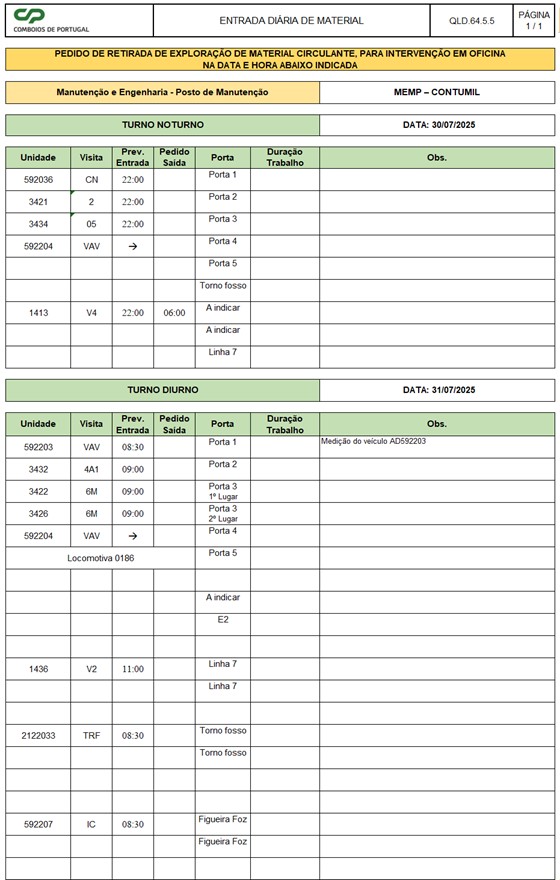 CP
COMBOIOS DE PORTUGAL
ENTRADA DIÁRIA DE MATERIAL
QLD.64.5.5
PÁGINA
1 / 1
PEDIDO DE RETIRADA DE EXPLORAÇÃO DE MATERIAL CIRCULANTE, PARA INTERVENÇÃO EM OFICINA
NA DATA E HORA ABAIXO INDICADA
Manutenção e Engenharia - Posto de Manutenção MEMP – CONTUMIL
TURNO NOTURNO DATA: 30/07/2025
Unidade Visita Prev. Entrada Pedido Saída Porta Duração Trabalho Obs.
592036 CN 22:00 Porta 1
3421 2 22:00 Porta 2
3434 05 22:00 Porta 3
592204 VAV → Porta 4
Porta 5
Torno fosso
1413 V4 22:00 06:00 A indicar
A indicar
Linha 7
TURNO DIURNO DATA: 31/07/2025
Unidade Visita Prev. Entrada Pedido Saída Porta Duração Trabalho Obs.
592203 VAV 08:30 Porta 1 Medição do veículo AD592203
3432 4A1 09:00 Porta 2
3422 6M 09:00 Porta 3
1º Lugar
3426 6M 09:00 Porta 3
2º Lugar
592204 VAV → Porta 4
Locomotiva 0186 Porta 5
A indicar
E2
1436 V2 11:00 Linha 7
Linha 7
2122033 TRF 08:30 Torno fosso
Torno fosso
592207 IC 08:30 Figueira Foz
Figueira Foz